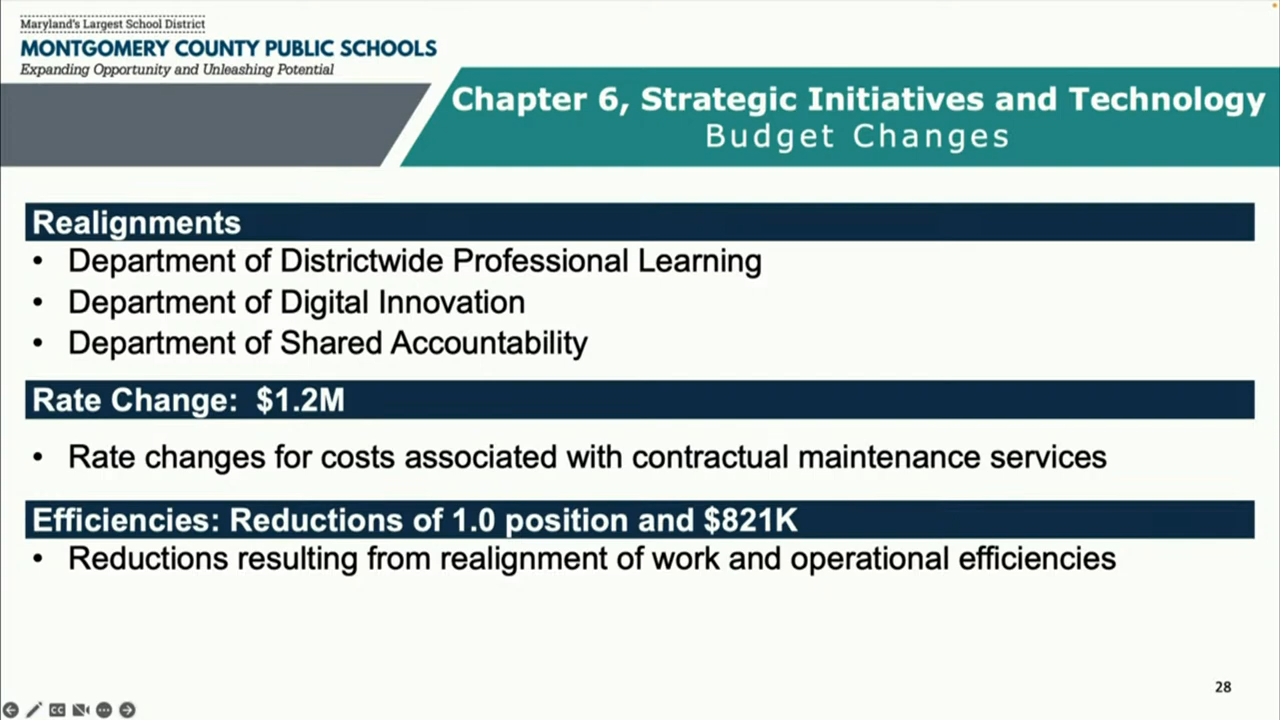 Maryland's Largest School District
MONTGOMERY COUNTY PUBLIC SCHOOLS
Expanding Opportunity and Unleashing Potential
Chapter 6, Strategic Initiatives and Technology
Budget Changes
Realignments
• Department of Districtwide Professional Learning
• Department of Digital Innovation
• Department of Shared Accountability
Rate Change:  $1.2M
• Rate changes for costs associated with contractual maintenance services
Efficiencies: Reductions of 1.0 position and $821K
• Reductions resulting from realignment of work and operational efficiencies
28
CC